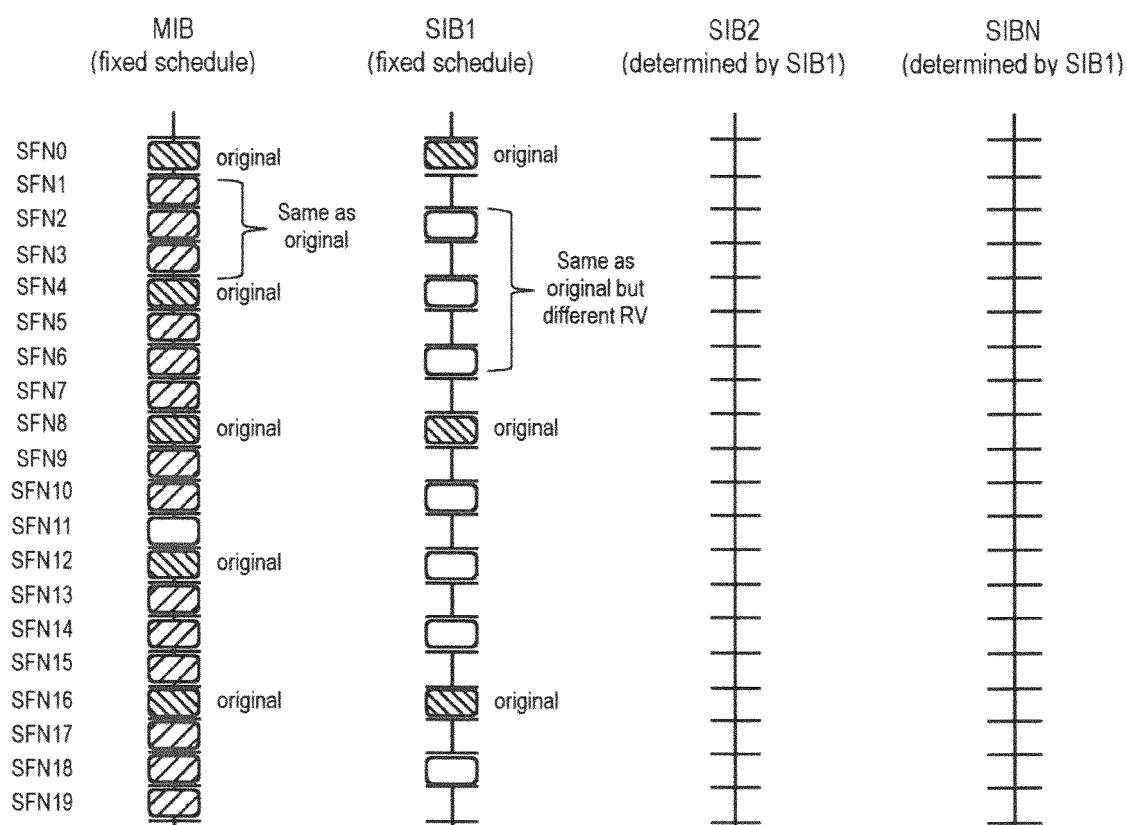 MIB
(fixed schedule)
SIB1
(fixed schedule)
SIB2
(determined by SIB1)
SIBN
(determined by SIB1)
SFN0
original
original
SFN1
SFN2
SFN3
Same as
original
SFN4
original
Same as
original but
different RV
SFN5
SFN6
SFN7
SFN8
original
original
SFN9
SFN10
SFN11
SFN12
original
SFN13
SFN14
SFN15
SFN16
original
original
SFN17
SFN18
SFN19